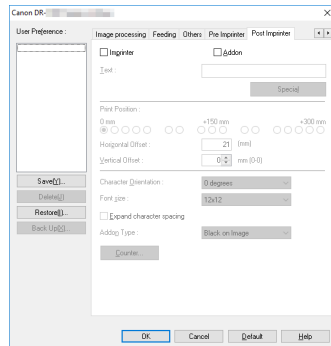 Canon DR-
User Preference :
Image processing Feeding Others Pre Imprinter Post Imprinter
Imprinter Addon
Text :
Special
Print Position :
0 mm +150 mm +300 mm
Horizontal Offset : 21 (mm)
Vertical Offset : 0 mm (0-0)
Save(Y)... Character Orientation : 0 degrees
Delete(J) Font size : 12x12
Restore(I)... Expand character spacing
Back Up(X)... Addon Type : Black on Image
Counter...
OK Cancel Default Help